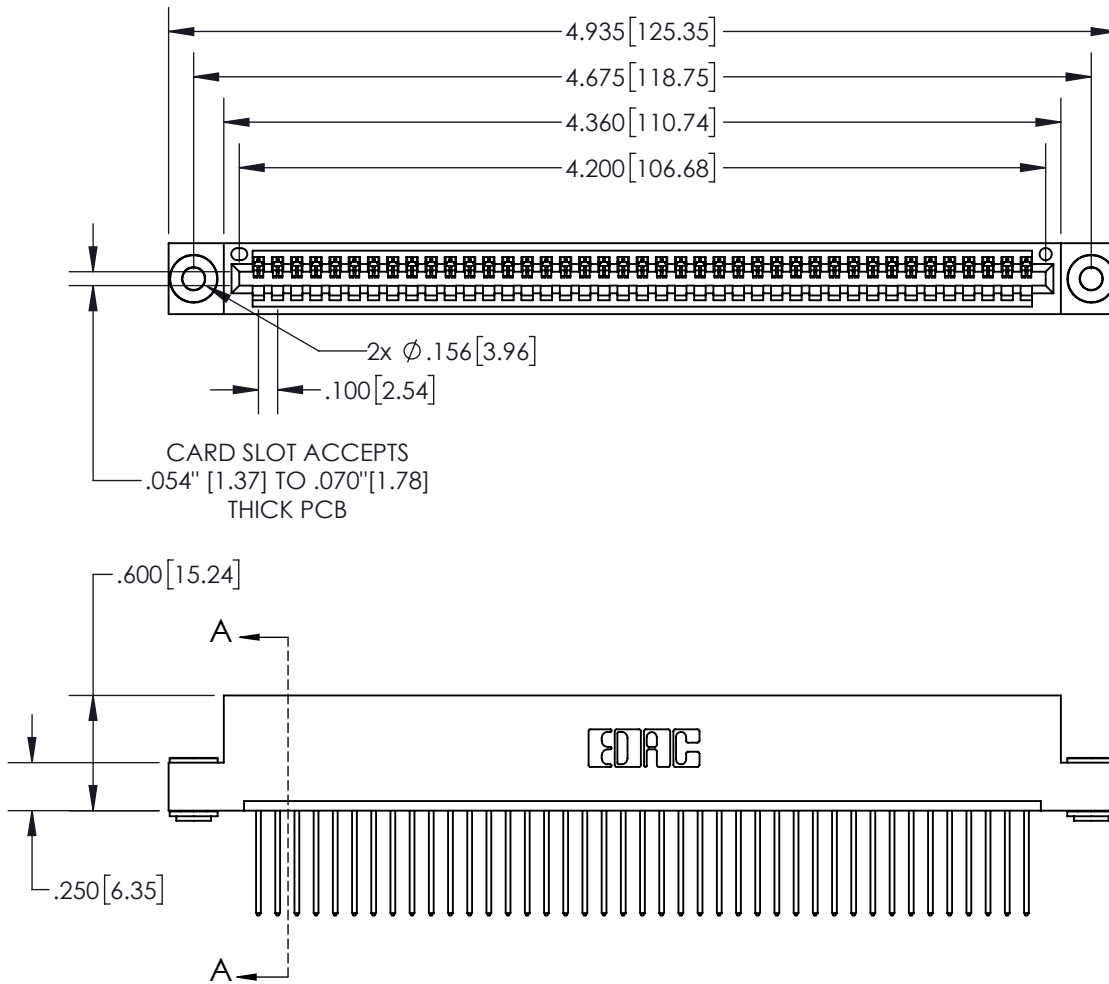 4.935[125.35]
4.675[118.75]
4.360[110.74]
4.200[106.68]
2x Ø .156[3.96]
.100[2.54]
CARD SLOT ACCEPTS
.054" [1.37] TO .070"[1.78]
THICK PCB
.600[15.24]
A
EDAC
.250[6.35]
A